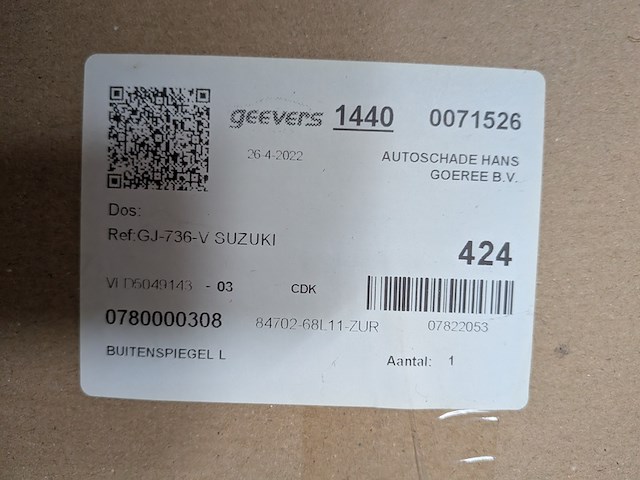 geevers 1440 0071526
26-4-2022 AUTOSCHADE HANS
GOEREE B.V.
Dos:
Ref:GJ-736-V SUZUKI
424
VLD5049143 - 03 CDK
0780000308 84702-68L11-ZUR 07822053
BUITENSPIEGEL L Aantal: 1